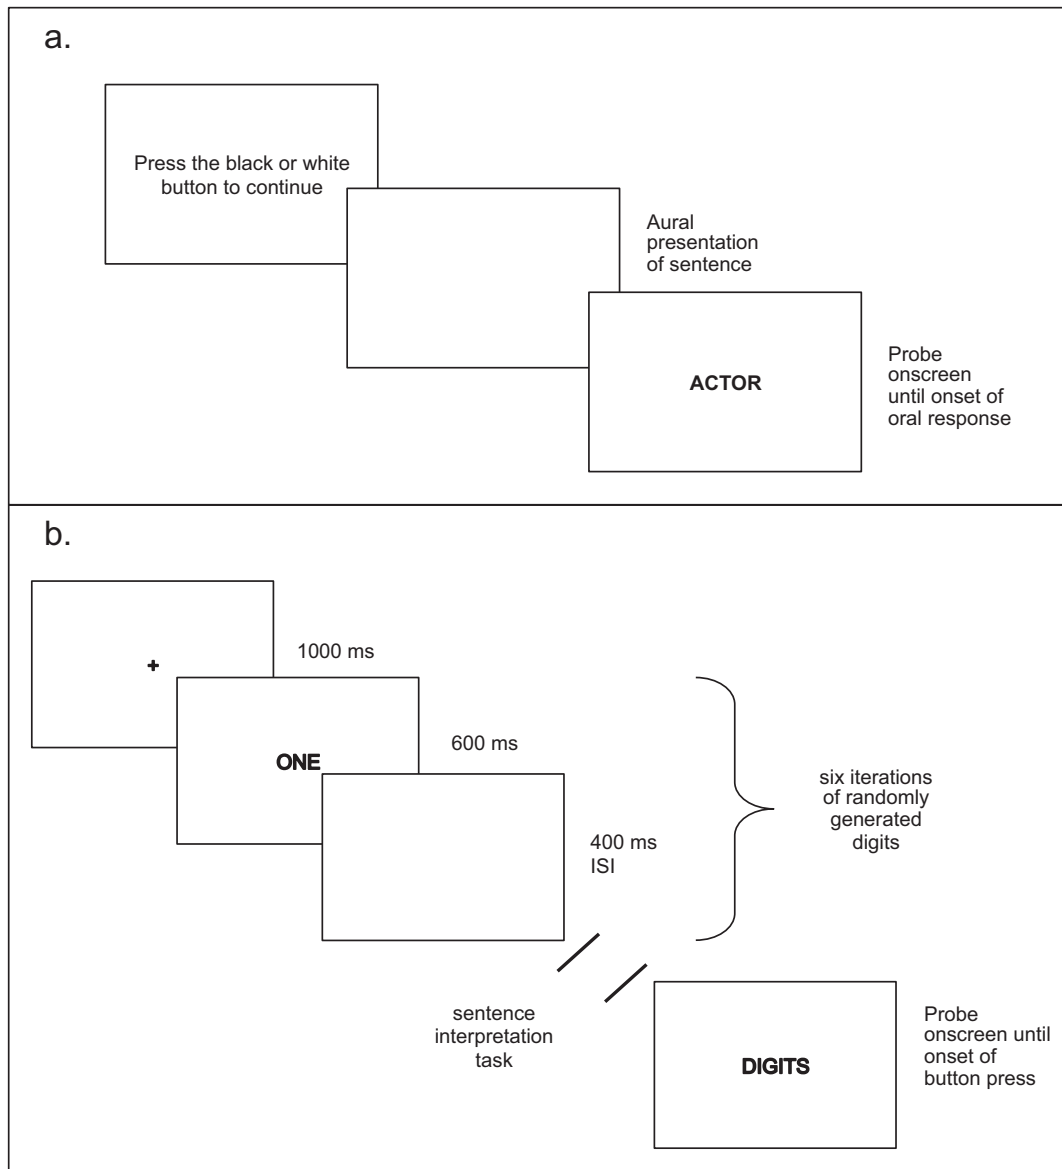 a.
Press the black or white
button to continue
Aural
presentation
of sentence
ACTOR
Probe
onscreen
until onset of
oral response
b.
+
1000 ms
ONE
600 ms
400 ms
ISI
six iterations
of randomly
generated
digits
sentence
interpretation
task
DIGITS
Probe
onscreen until
onset of
button press